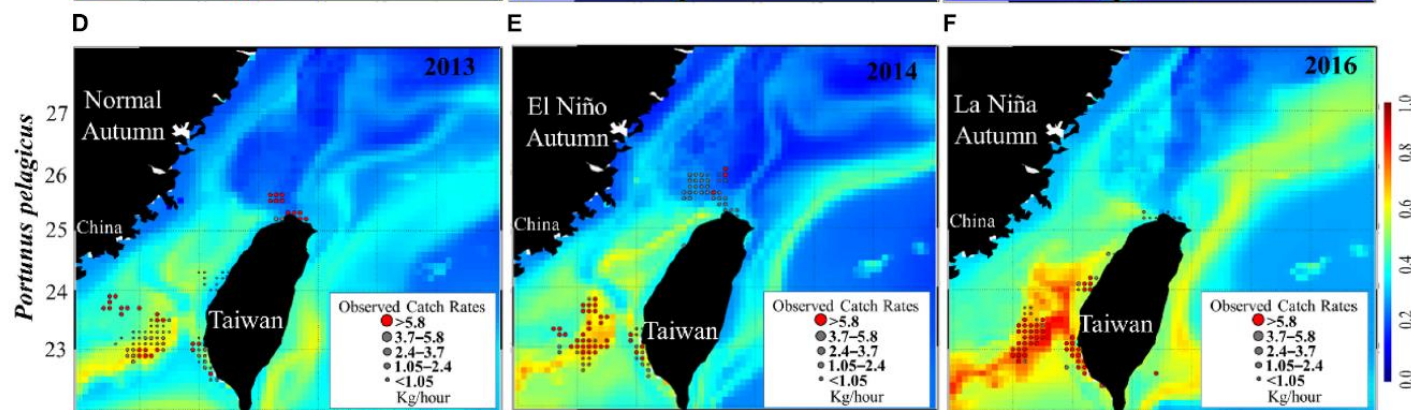 D
E
F
Portunus pelagicus
27
26
25
24
23
Normal
Autumn
2013
China
Taiwan
Observed Catch Rates
>5.8
3.7–5.8
2.4–3.7
1.05–2.4
<1.05
Kg/hour
El Niño
Autumn
2014
Taiwan
Observed Catch Rates
>5.8
3.7–5.8
2.4–3.7
1.05–2.4
<1.05
Kg/hour
La Niña
Autumn
2016
China
Taiwan
Observed Catch Rates
>5.8
3.7–5.8
2.4–3.7
1.05–2.4
<1.05
Kg/hour
1.0
0.8
0.6
0.4
0.2
0.0